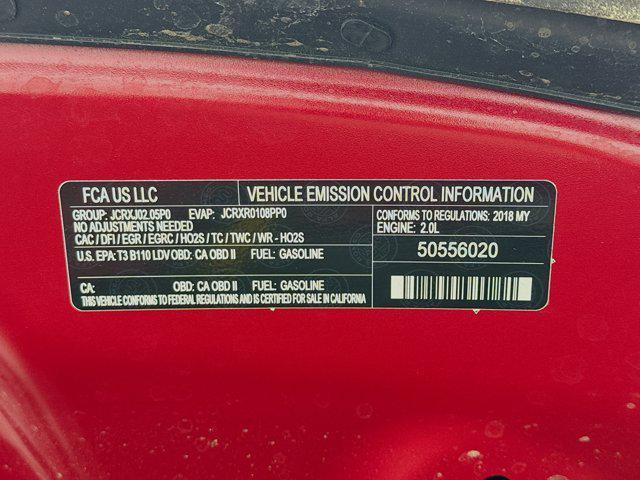 FCA US LLC
VEHICLE EMISSION CONTROL INFORMATION
GROUP: JCRXJ02.05P0 EVAP: JCRXR0108PP0
NO ADJUSTMENTS NEEDED
CAC / DFI / EGR / EGRC / HO2S / TC / TWC / WR - HO2S
U.S. EPA: T3 B110 LDV OBD: CA OBD II FUEL: GASOLINE
CA: OBD: CA OBD II FUEL: GASOLINE
THIS VEHICLE CONFORMS TO FEDERAL REGULATIONS AND IS CERTIFIED FOR SALE IN CALIFORNIA
CONFORMS TO REGULATIONS: 2018 MY
ENGINE: 2.0L
50556020